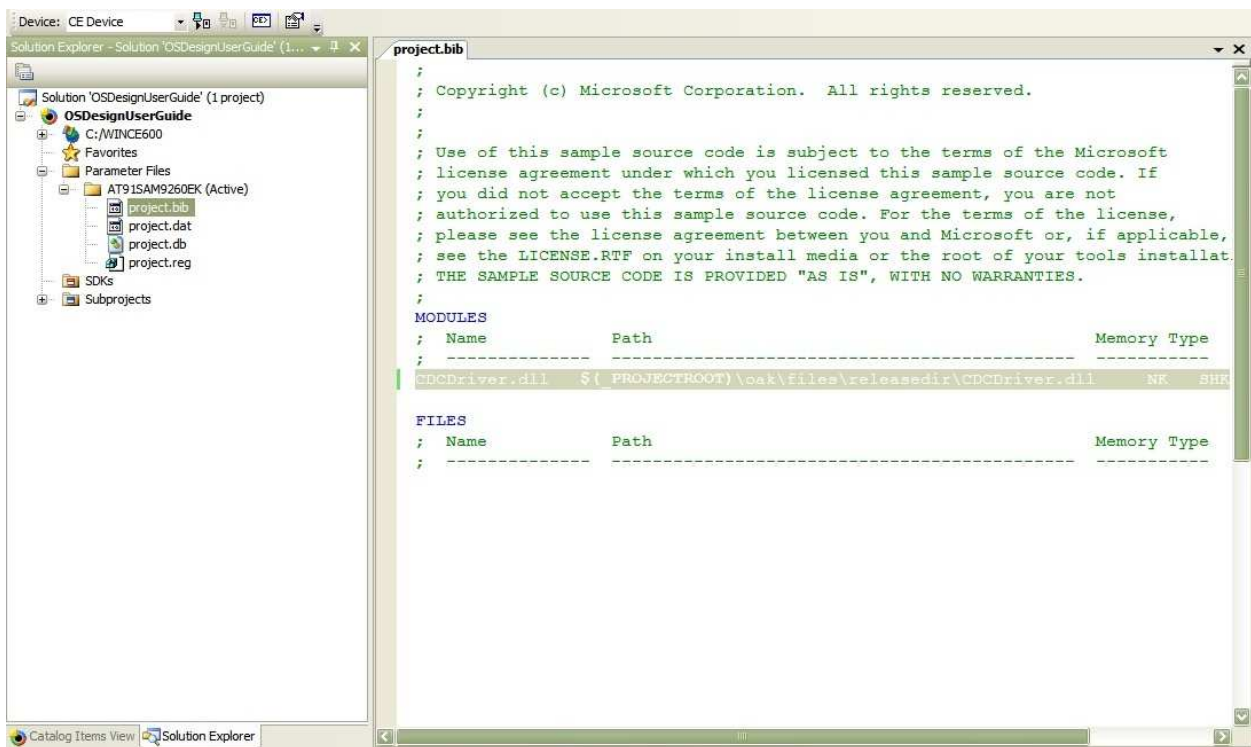 Device: CE Device
Solution Explorer - Solution 'OSDesignUserGuide' (1...
Solution 'OSDesignUserGuide' (1 project)
OSDesignUserGuide
C:/WINCE600
Favorites
Parameter Files
AT91SAM9260EK (Active)
project.bib
project.dat
project.db
project.reg
SDKs
Subprojects
Catalog Items View Solution Explorer
project.bib
;
; Copyright (c) Microsoft Corporation.  All rights reserved.
;
;
; Use of this sample source code is subject to the terms of the Microsoft
; license agreement under which you licensed this sample source code. If
; you did not accept the terms of the license agreement, you are not
; authorized to use this sample source code. For the terms of the license,
; please see the license agreement between you and Microsoft or, if applicable,
; see the LICENSE.RTF on your install media or the root of your tools installat
; THE SAMPLE SOURCE CODE IS PROVIDED "AS IS", WITH NO WARRANTIES.
;
MODULES
;  Name            Path                                        Memory Type
;  --------------  ------------------------------------------------------  -----------
CDCDriver.dll    $(_PROJECTROOT)\oak\files\releasedir\CDCDriver.dll    NK   SHK
FILES
;  Name            Path                                        Memory Type
;  --------------  ------------------------------------------------------  -----------